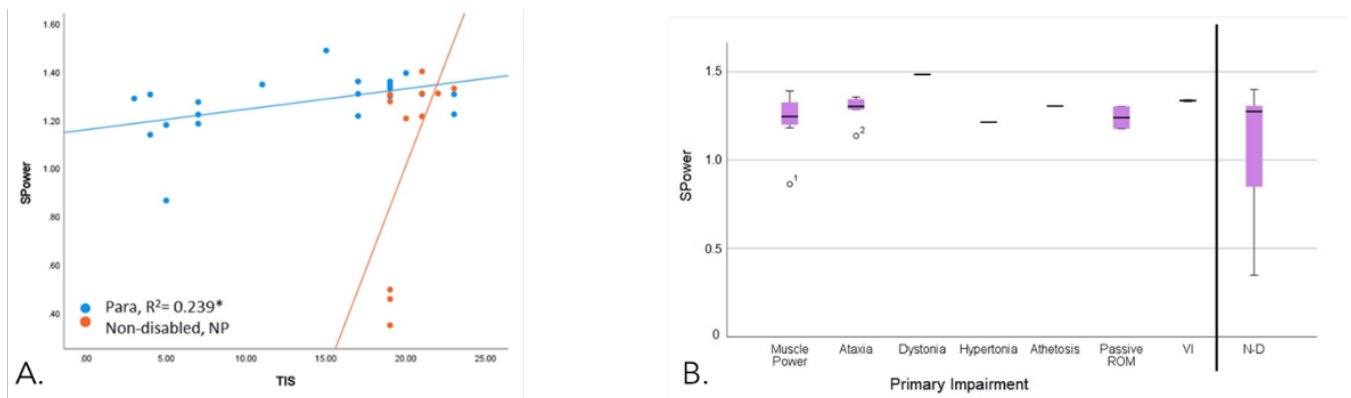 1.60
1.40
1.20
1.00
.80
.60
.40
SPower
Para, R²= 0.239*
Non-disabled, NP
.00 5.00 10.00 15.00 20.00 25.00
TIS
A.
1.5
1.0
0.5
0
SPower
1
2
Muscle Power
Ataxia
Dystonia
Hypertonia
Athetosis
Passive ROM
VI
N-D
Primary Impairment
B.